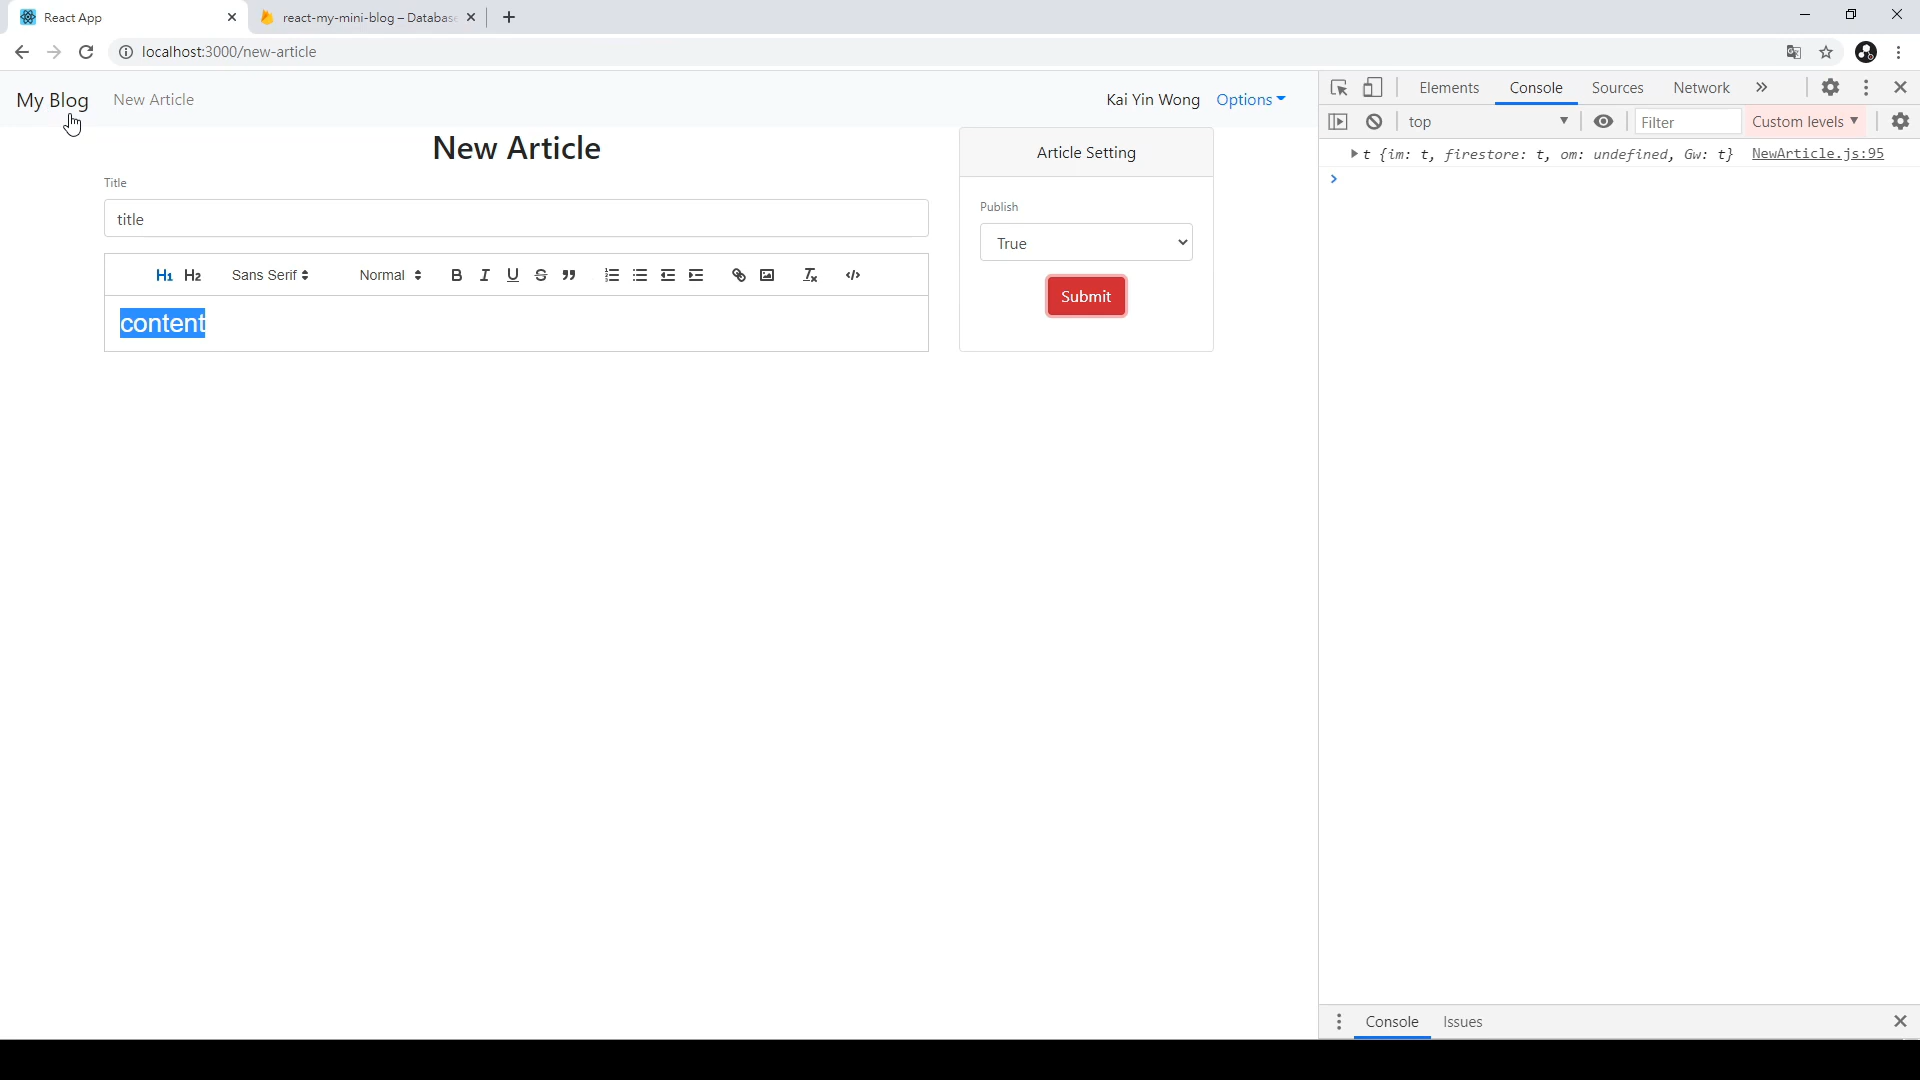 React App
react-my-mini-blog – Databas
localhost:3000/new-article
My Blog New Article Kai Yin Wong Options
New Article
Title
title
H1 H2 Sans Serif Normal B I U S
content
Article Setting
Publish
True
Submit
Elements Console Sources Network
top Filter Custom levels
t {im: t, firestore: t, om: undefined, Gw: t} NewArticle.js:95
Console Issues